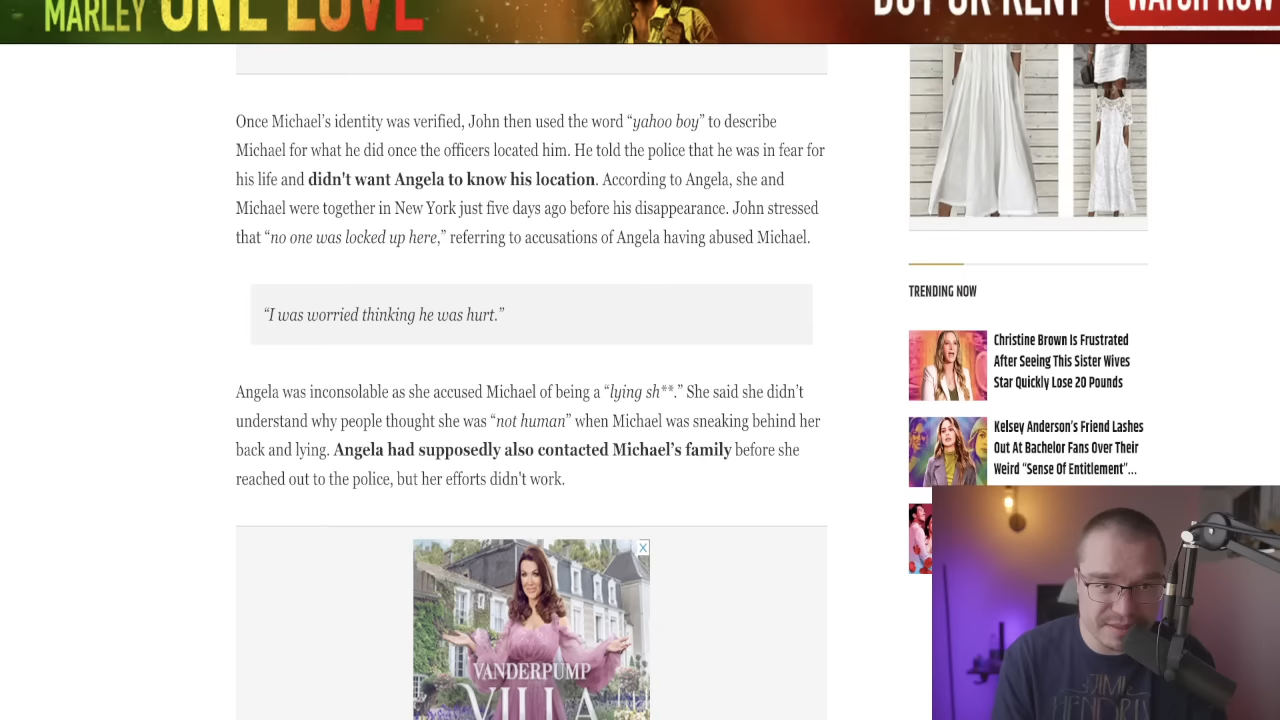 MARLEY ONE LOVE
BUY OR RENT
WATCH NOW
Once Michael’s identity was verified, John then used the word “yahoo boy” to describe
Michael for what he did once the officers located him. He told the police that he was in fear for
his life and didn't want Angela to know his location. According to Angela, she and
Michael were together in New York just five days ago before his disappearance. John stressed
that “no one was locked up here,” referring to accusations of Angela having abused Michael.
“I was worried thinking he was hurt.”
Angela was inconsolable as she accused Michael of being a “lying sh**.” She said she didn’t
understand why people thought she was “not human” when Michael was sneaking behind her
back and lying. Angela had supposedly also contacted Michael’s family before she
reached out to the police, but her efforts didn't work.
X
VANDERPUMP
VILLA
TRENDING NOW
Christine Brown Is Frustrated
After Seeing This Sister Wives
Star Quickly Lose 20 Pounds
Kelsey Anderson’s Friend Lashes
Out At Bachelor Fans Over Their
Weird “Sense Of Entitlement”...
JIMI
HENDRIX